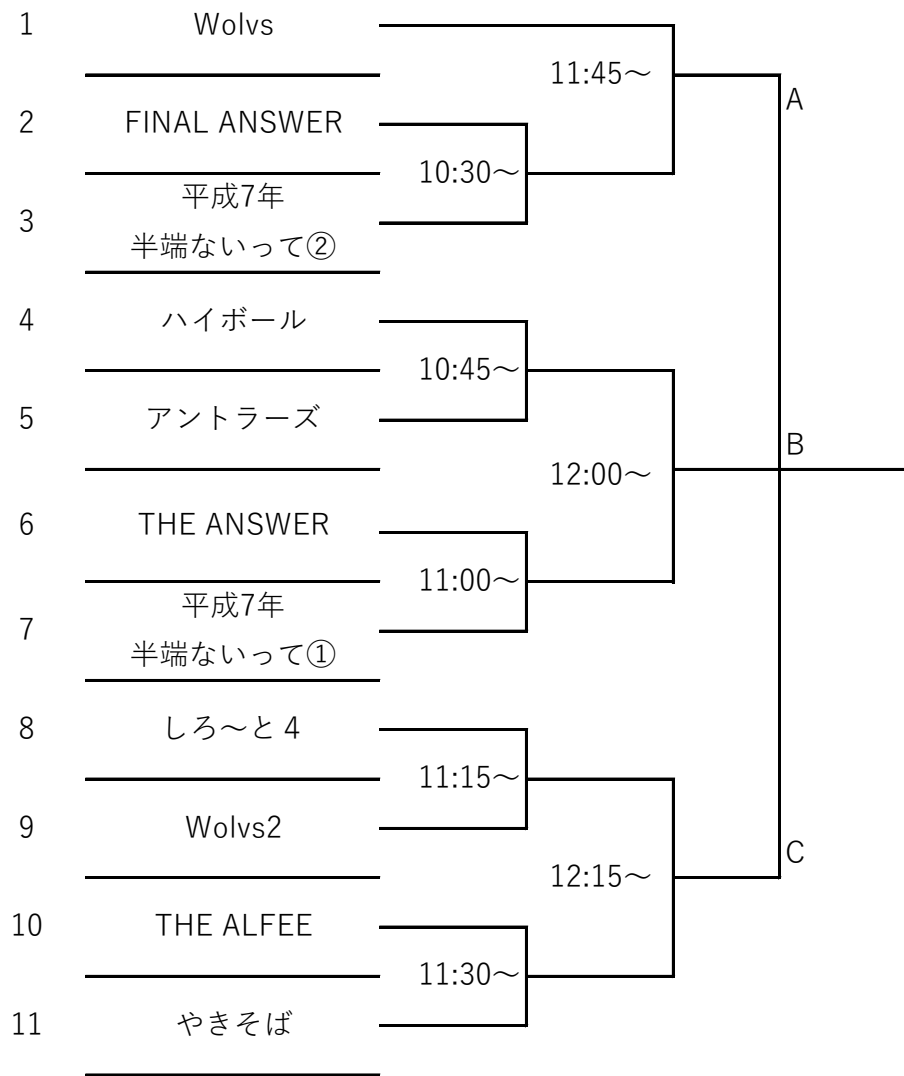 1 Wolvs
11:45～
A
2 FINAL ANSWER
10:30～
3 平成7年
半端ないって②
4 ハイボール
10:45～
5 アントラーズ
B
12:00～
6 THE ANSWER
11:00～
7 平成7年
半端ないって①
8 しろ～と４
11:15～
9 Wolvs2
C
12:15～
10 THE ALFEE
11:30～
11 やきそば